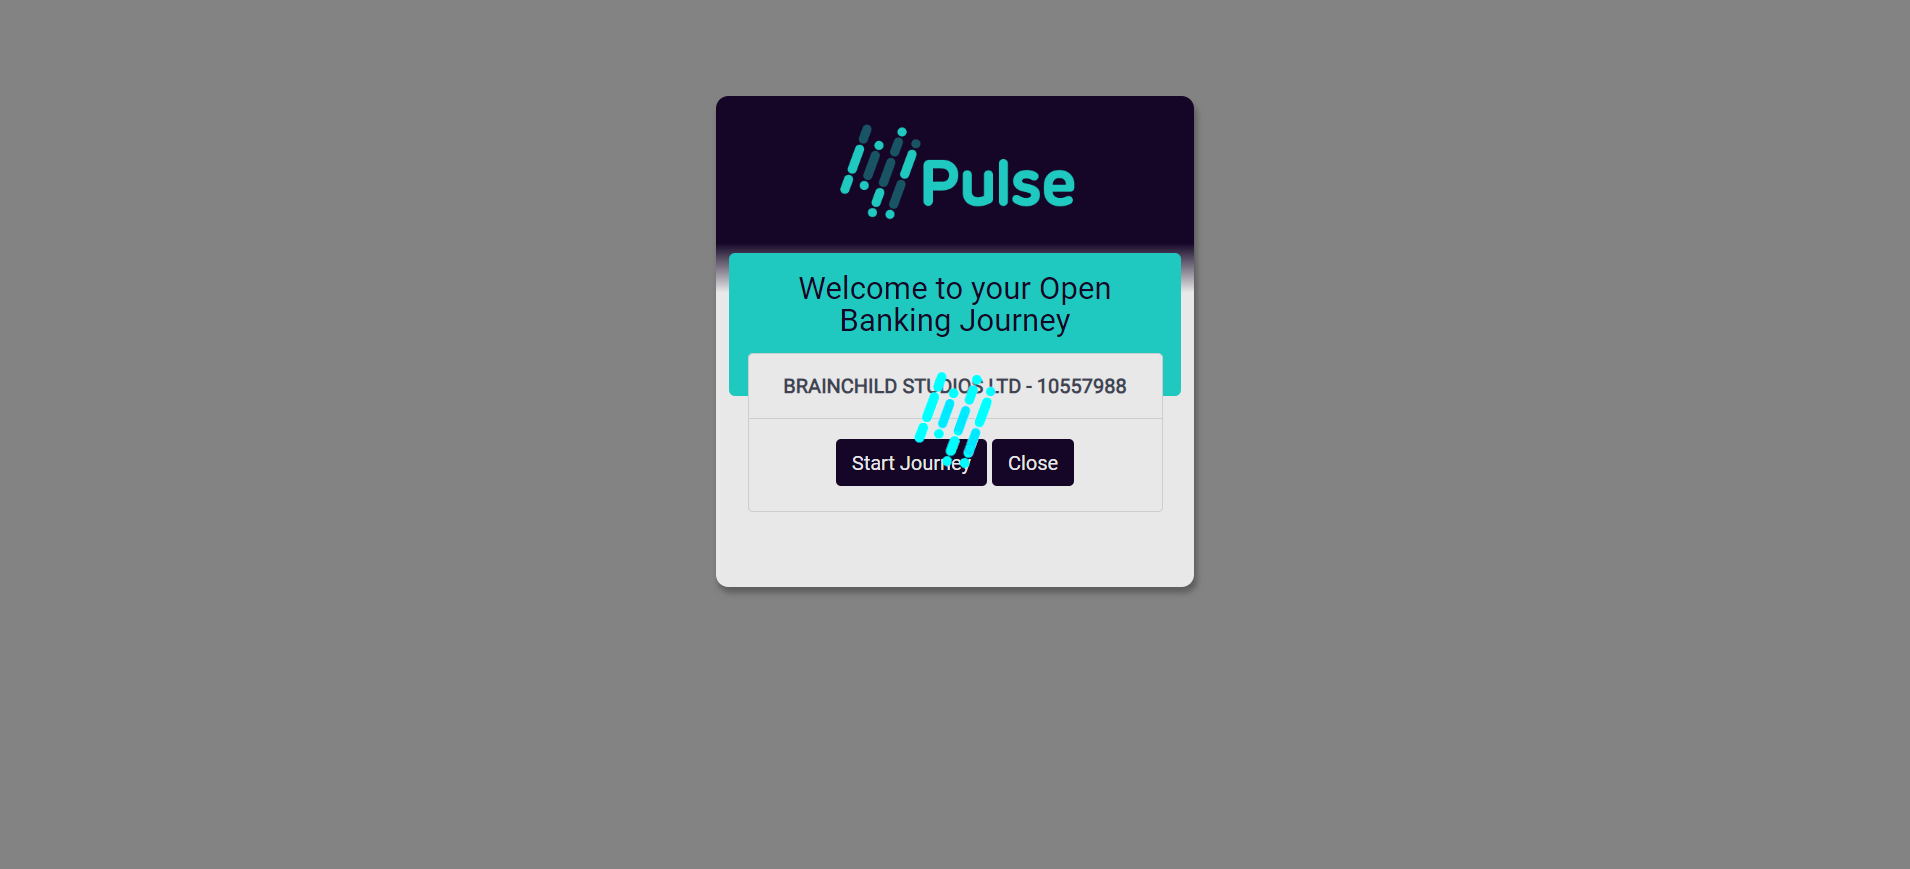 Pulse
Welcome to your Open
Banking Journey
BRAINCHILD STUDIOS LTD - 10557988
Start Journey
Close